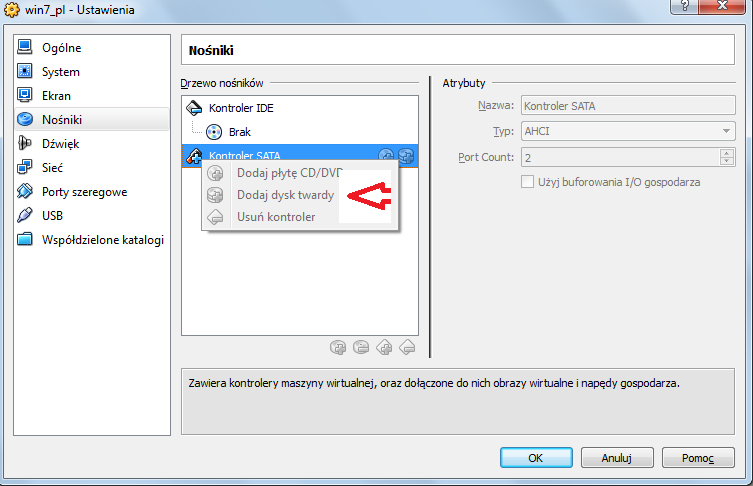 win7_pl - Ustawienia
?
Ogólne
System
Ekran
Nośniki
Dźwięk
Sieć
Porty szeregowe
USB
Współdzielone katalogi
Nośniki
Drzewo nośników
Kontroler IDE
Brak
Kontroler SATA
Dodaj płytę CD/DVD
Dodaj dysk twardy
Usuń kontroler
Atrybuty
Nazwa: Kontroler SATA
Typ: AHCI
Port Count: 2
Użyj buforowania I/O gospodarza
Zawiera kontrolery maszyny wirtualnej, oraz dołączone do nich obrazy wirtualne i napędy gospodarza.
OK Anuluj Pomoc